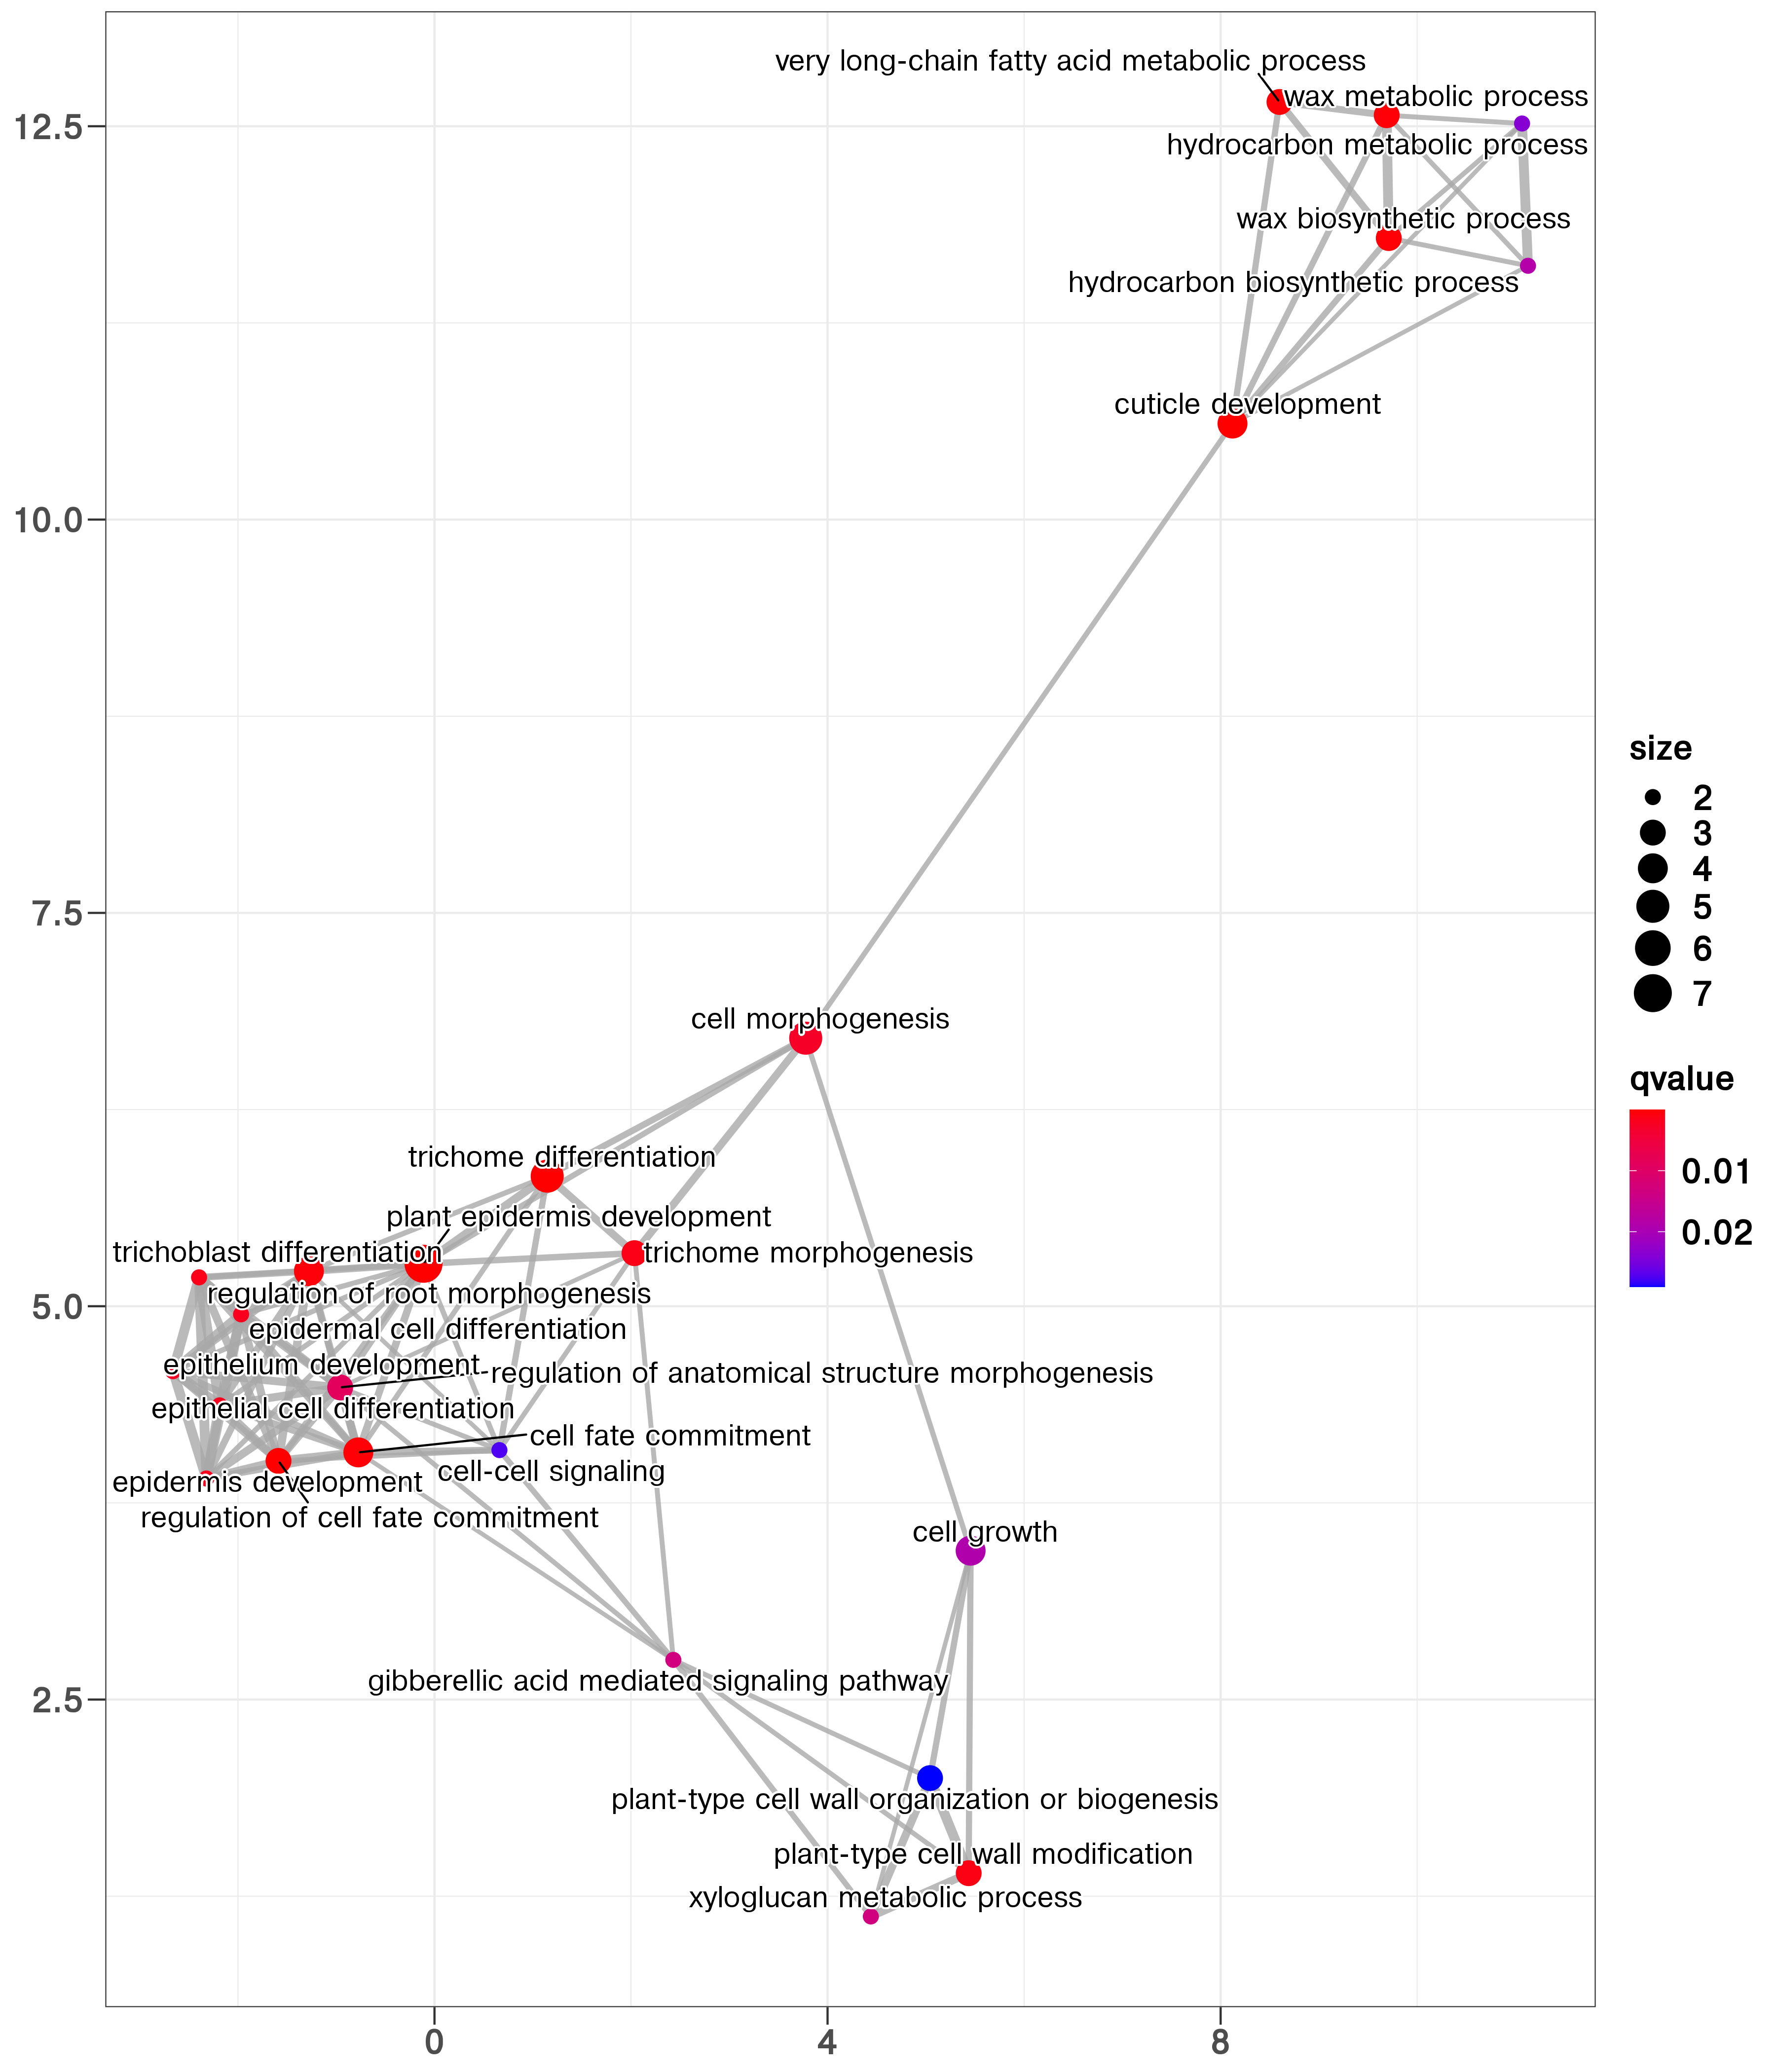 very long-chain fatty acid metabolic process
wax metabolic process
12.5
hydrocarbon metabolic process
wax biosynthetic process
hydrocarbon biosynthetic process
cuticle development
10.0
size
2
3
4
7.5
5
6
7
cell morphogenesis
qvalue
0.01
0.02
trichome differentiation
plant epidermis development
trichoblast differentiation
trichome morphogenesis
regulation of root morphogenesis
5.0
epidermal cell differentiation
epithelium development
regulation of anatomical structure morphogenesis
epithelial cell differentiation
cell fate commitment
cell-cell signaling
epidermis development
regulation of cell fate commitment
cell growth
gibberellic acid mediated signaling pathway
2.5
plant-type cell wall organization or biogenesis
plant-type cell wall modification
xyloglucan metabolic process
0
4
8